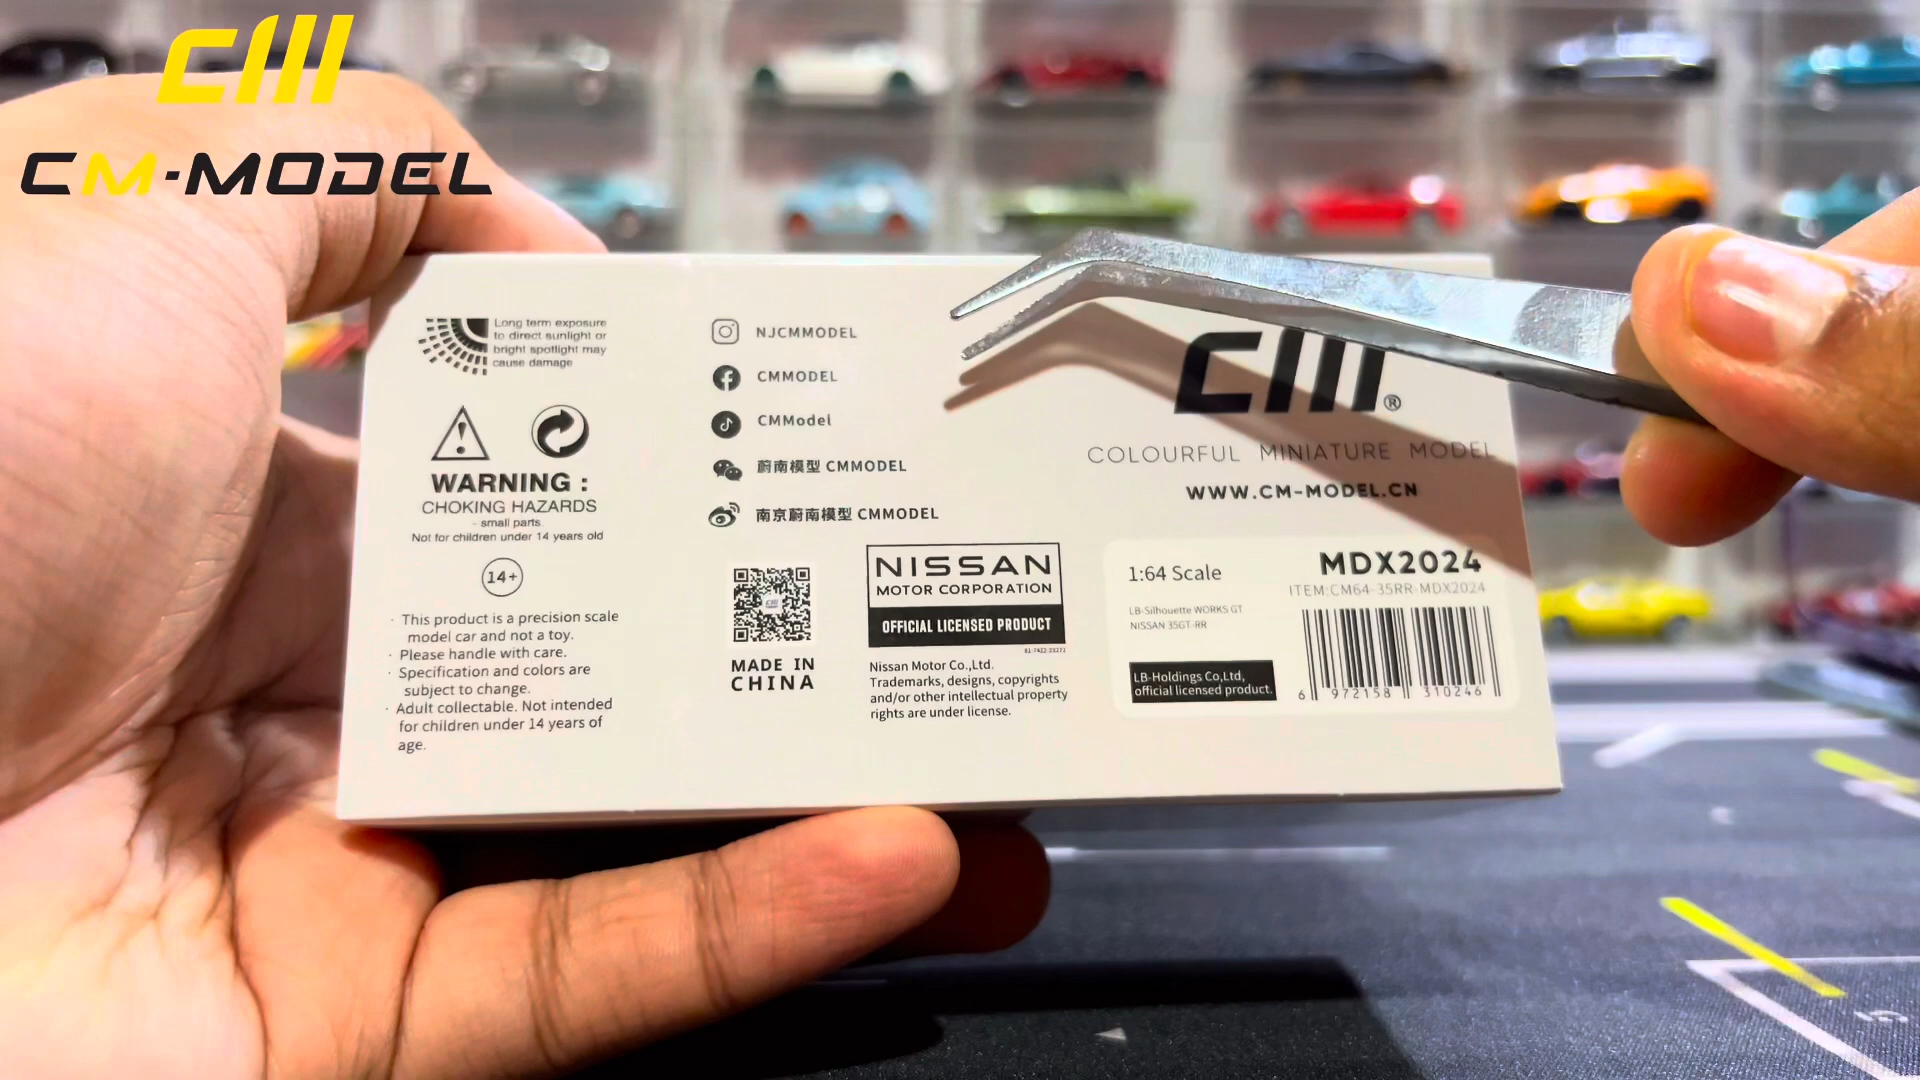 cm
CM-MODEL
Long term exposure
to direct sunlight or
bright spotlight may
cause damage
WARNING :
CHOKING HAZARDS
- small parts
Not for children under 14 years old
14+
· This product is a precision scale
model car and not a toy.
· Please handle with care.
· Specification and colors are
subject to change.
· Adult collectable. Not intended
for children under 14 years of
age.
NJCMMODEL
CMMODEL
CMModel
蔚南模型 CMMODEL
南京蔚南模型 CMMODEL
MADE IN
CHINA
NISSAN
MOTOR CORPORATION
OFFICIAL LICENSED PRODUCT
Nissan Motor Co.,Ltd.
Trademarks, designs, copyrights
and/or other intellectual property
rights are under license.
cm®
COLOURFUL MINIATURE MODEL
WWW.CM-MODEL.CN
1:64 Scale
MDX2024
ITEM:CM64-35RR-MDX2024
LB-Silhouette WORKS GT
NISSAN 35GT-RR
LB-Holdings Co,Ltd,
official licensed product.
6 972158 310246